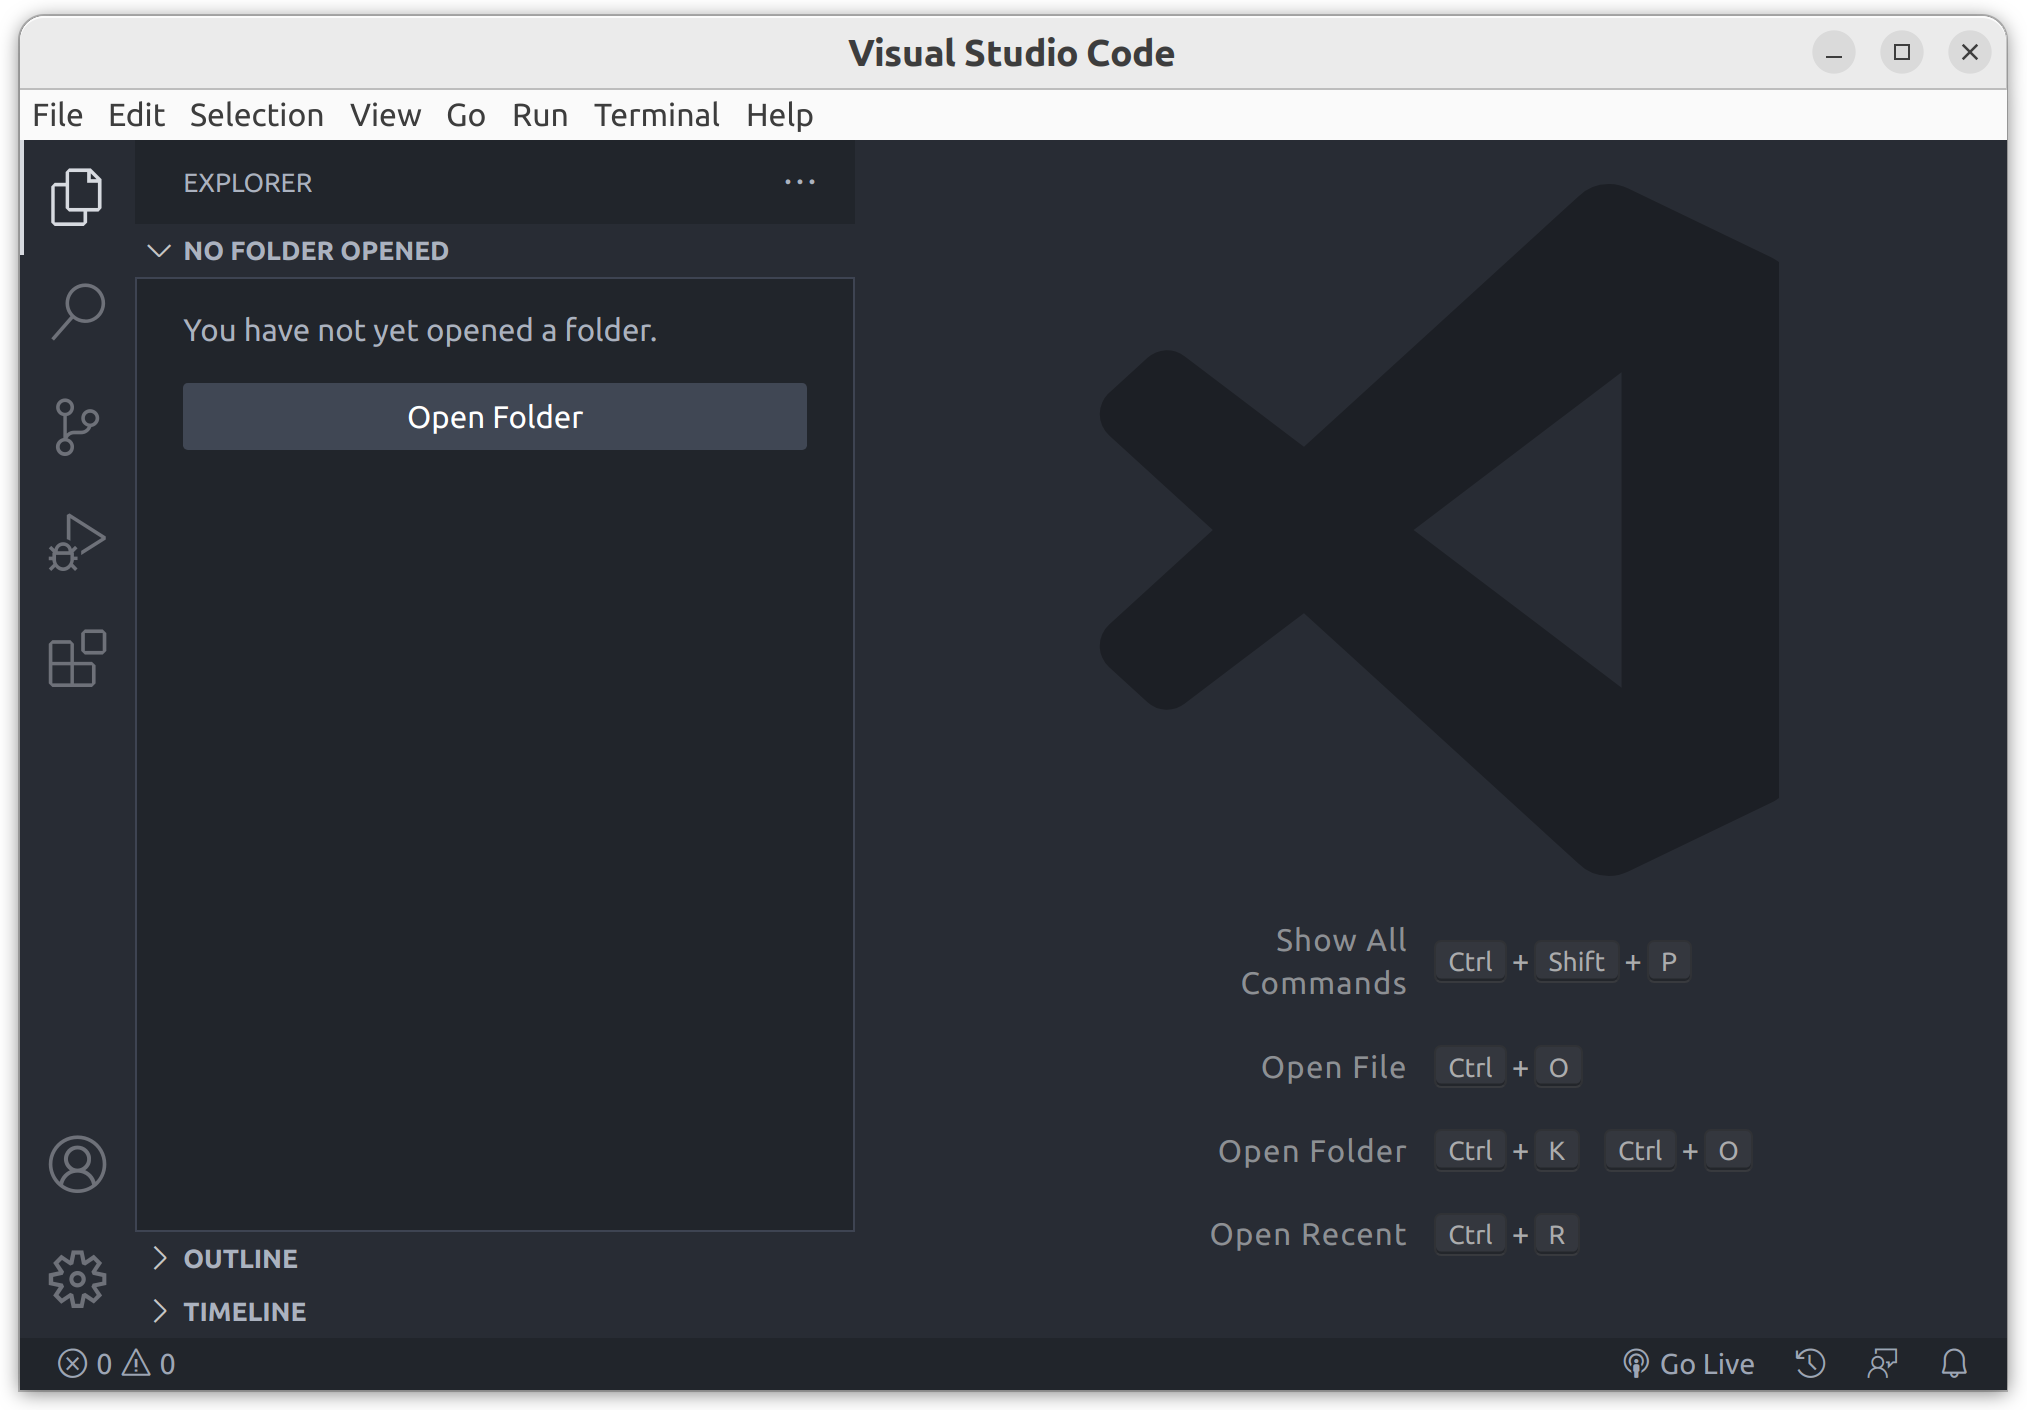 Visual Studio Code
File Edit Selection View Go Run Terminal Help
EXPLORER
NO FOLDER OPENED
You have not yet opened a folder.
Open Folder
OUTLINE
TIMELINE
Show All
Commands Ctrl + Shift + P
Open File Ctrl + O
Open Folder Ctrl + K Ctrl + O
Open Recent Ctrl + R
0 0 Go Live